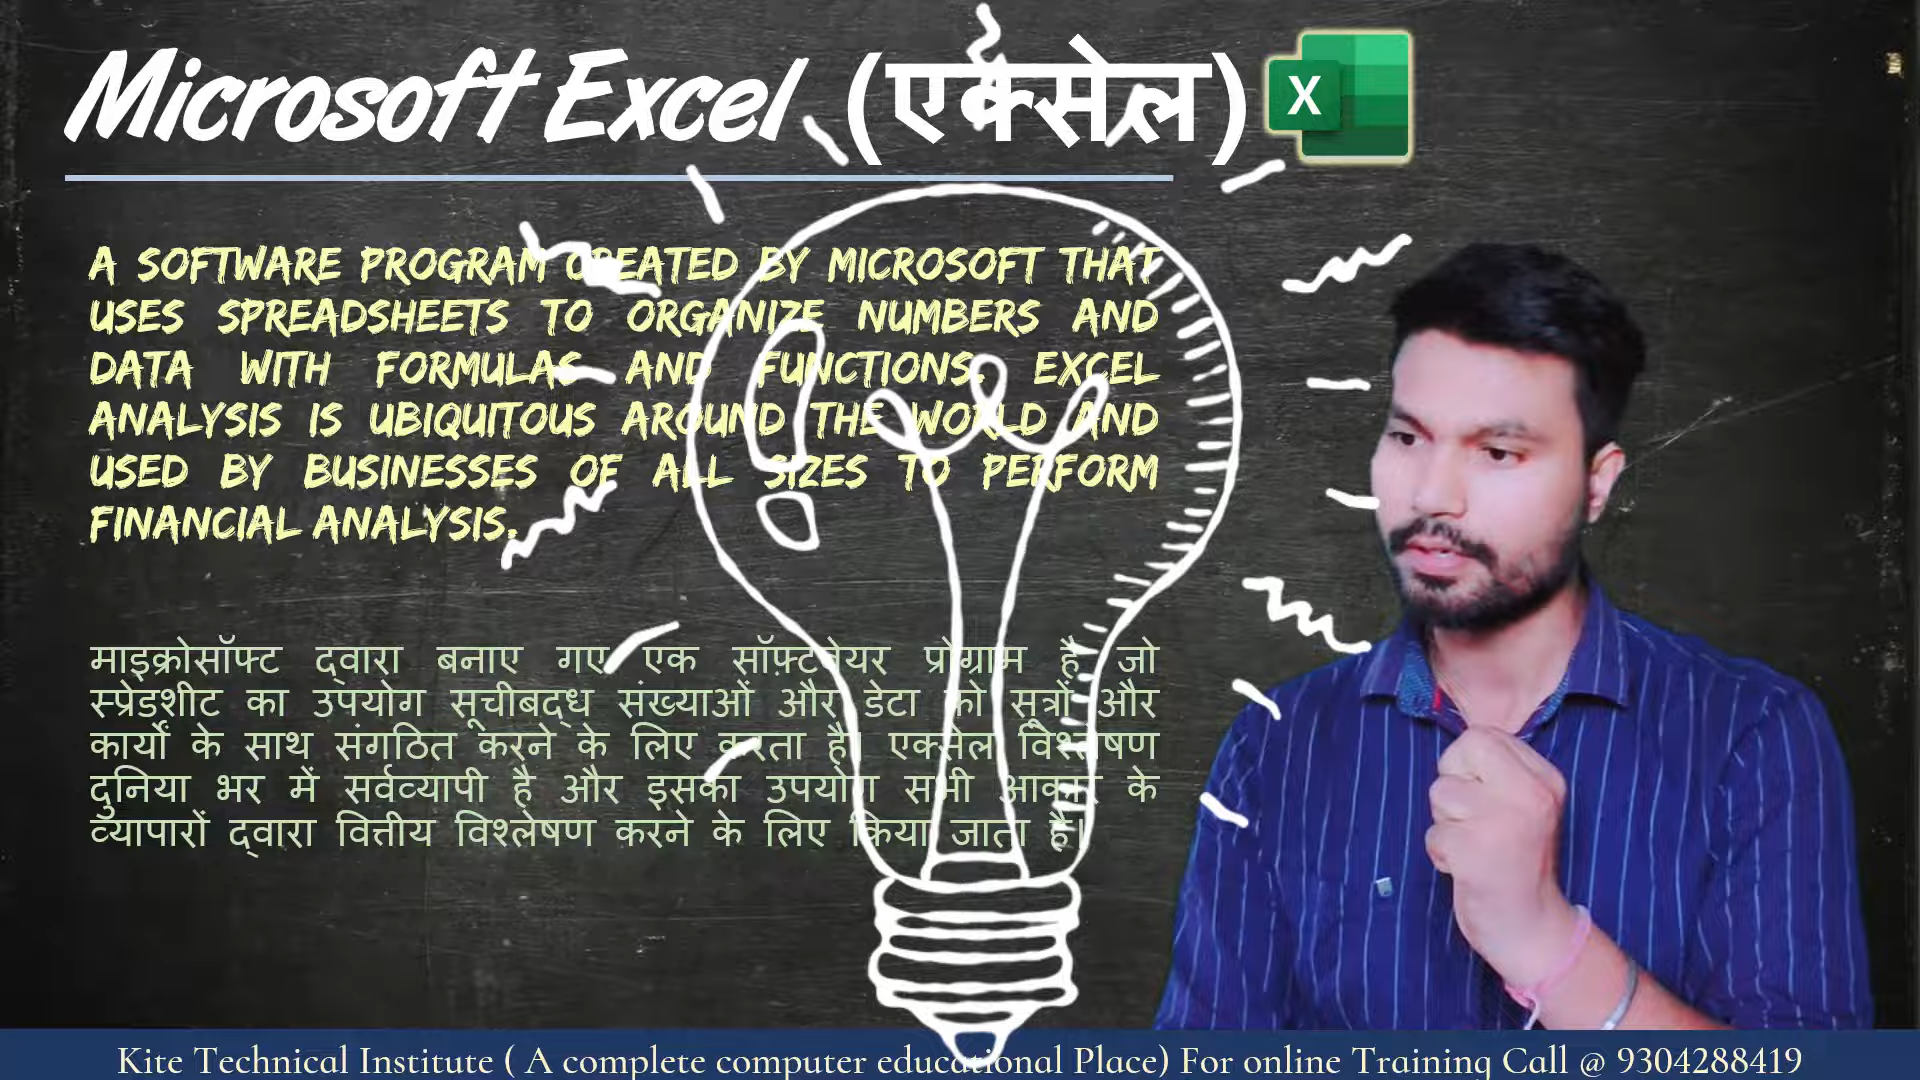 Microsoft Excel (एक्सेल)
X
A SOFTWARE PROGRAM CREATED BY MICROSOFT THAT
USES SPREADSHEETS TO ORGANIZE NUMBERS AND
DATA WITH FORMULAS AND FUNCTIONS. EXCEL
ANALYSIS IS UBIQUITOUS AROUND THE WORLD AND
USED BY BUSINESSES OF ALL SIZES TO PERFORM
FINANCIAL ANALYSIS.
माइक्रोसॉफ्ट द्वारा बनाए गए एक सॉफ़्टवेयर प्रोग्राम है जो
स्प्रेडशीट का उपयोग सूचीबद्ध संख्याओं और डेटा को सूत्रों और
कार्यों के साथ संगठित करने के लिए करता है। एक्सेल विश्लेषण
दुनिया भर में सर्वव्यापी है और इसका उपयोग सभी आकार के
व्यापारों द्वारा वित्तीय विश्लेषण करने के लिए किया जाता है।
Kite Technical Institute ( A complete computer educational Place) For online Training Call @ 9304288419